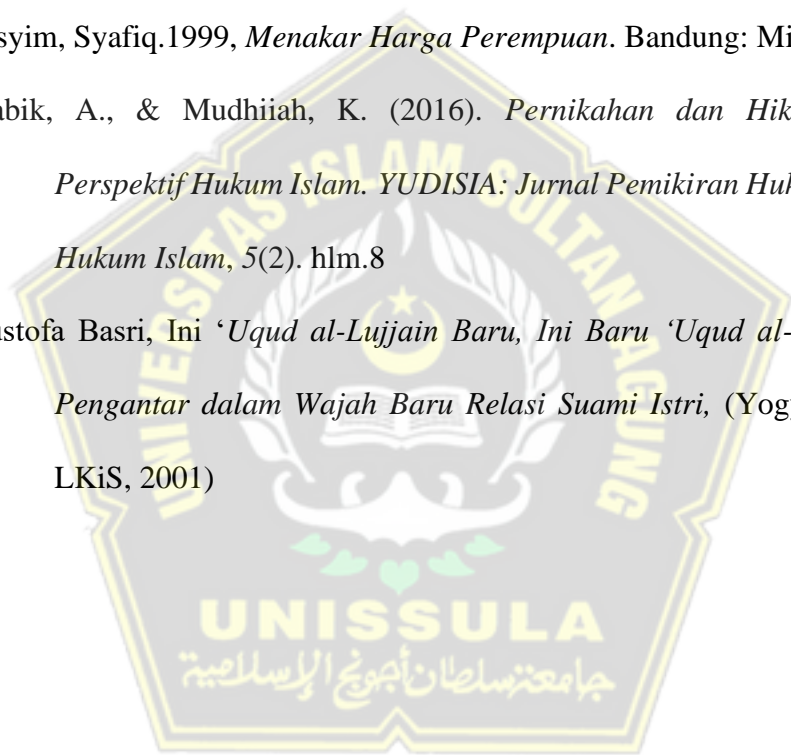 syim, Syafiq.1999, Menakar Harga Perempuan. Bandung: Mi
abik, A., & Mudhiiah, K. (2016). Pernikahan dan Hik
Perspektif Hukum Islam. YUDISIA: Jurnal Pemikiran Huk
Hukum Islam, 5(2). hlm.8
ustofa Basri, Ini ‘Uqud al-Lujjain Baru, Ini Baru ‘Uqud al-
Pengantar dalam Wajah Baru Relasi Suami Istri, (Yog
LKiS, 2001)
UNIVERSITAS ISLAM SULTAN AGUNG
UNISSULA
جامعة سلطان أجونج الإسلامية